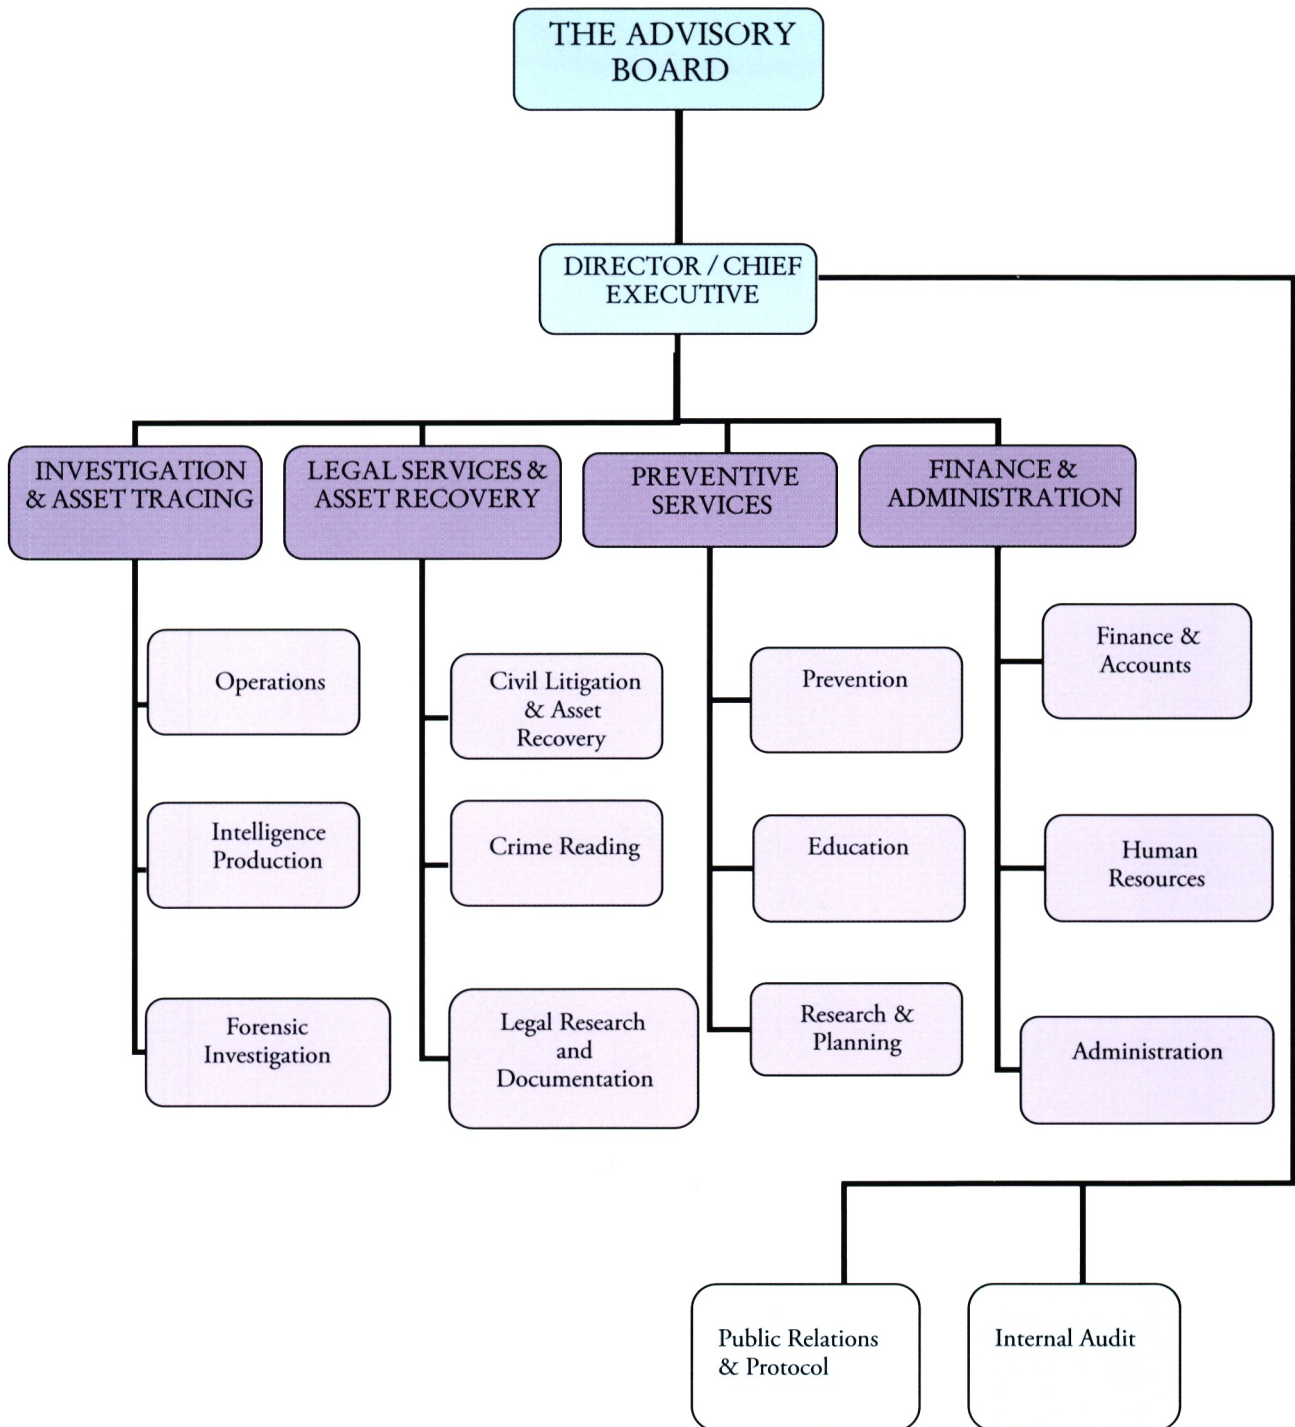 THE ADVISORY
BOARD
DIRECTOR / CHIEF
EXECUTIVE
INVESTIGATION
& ASSET TRACING
LEGAL SERVICES &
ASSET RECOVERY
PREVENTIVE
SERVICES
FINANCE &
ADMINISTRATION
Operations
Intelligence
Production
Forensic
Investigation
Civil Litigation
& Asset
Recovery
Crime Reading
Legal Research
and
Documentation
Prevention
Education
Research &
Planning
Finance &
Accounts
Human
Resources
Administration
Public Relations
& Protocol
Internal Audit